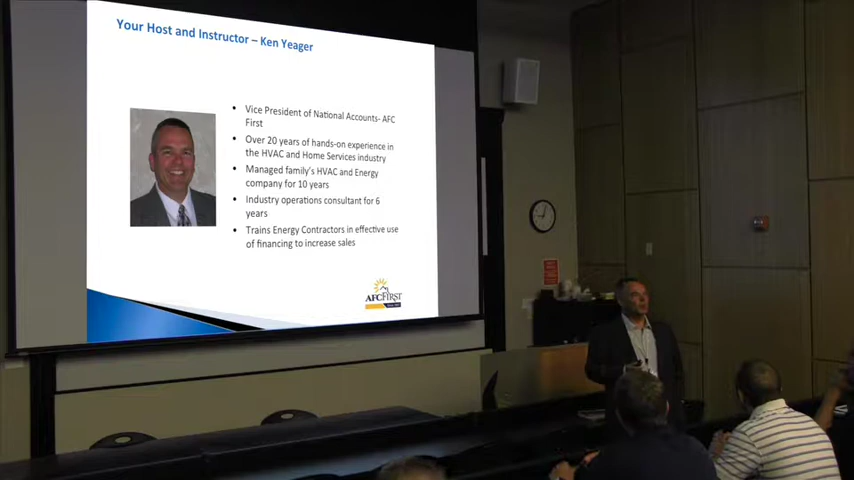 Your Host and Instructor – Ken Yeager
• Vice President of National Accounts- AFC
First
• Over 20 years of hands-on experience in
the HVAC and Home Services industry
• Managed family's HVAC and Energy
company for 10 years
• Industry operations consultant for 6
years
• Trains Energy Contractors in effective use
of financing to increase sales
AFC FIRST